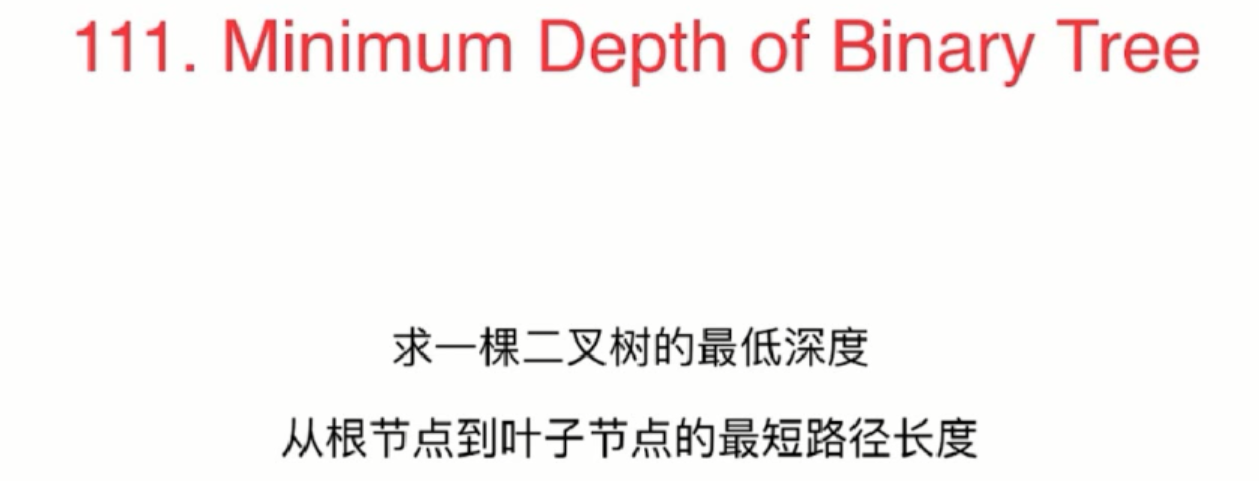 111. Minimum Depth of Binary Tree
求一棵二叉树的最低深度
从根节点到叶子节点的最短路径长度